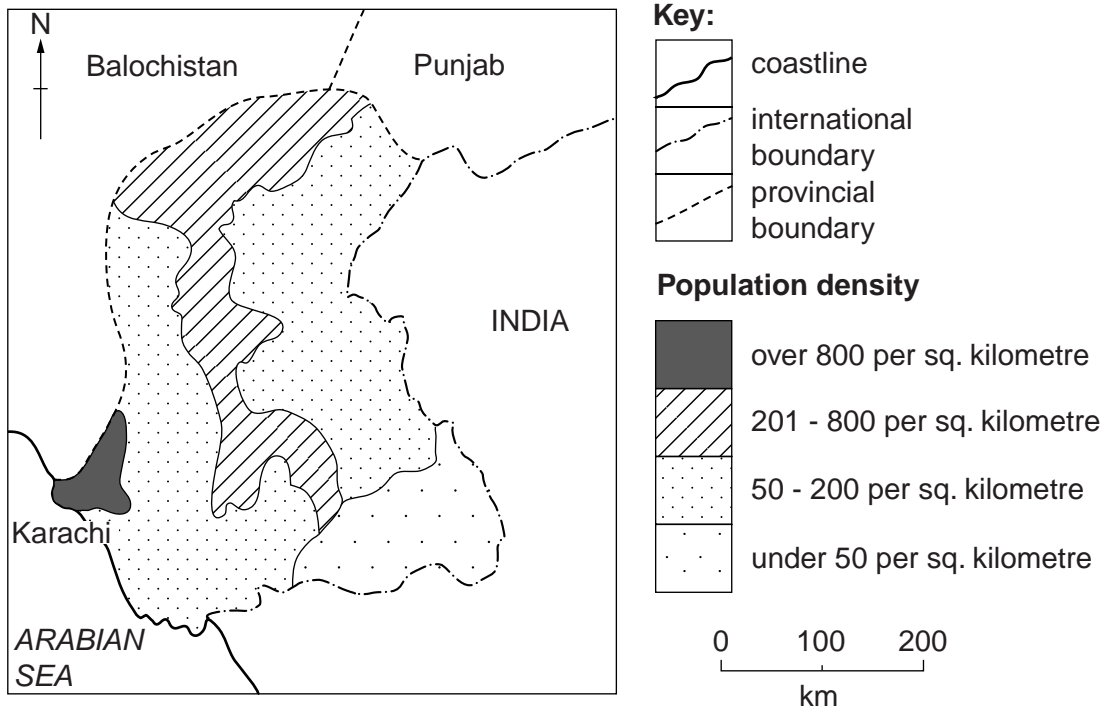 N
Balochistan
Punjab
INDIA
Karachi
ARABIAN
SEA
Key:
coastline
international
boundary
provincial
boundary
Population density
over 800 per sq. kilometre
201 - 800 per sq. kilometre
50 - 200 per sq. kilometre
under 50 per sq. kilometre
0 100 200
km